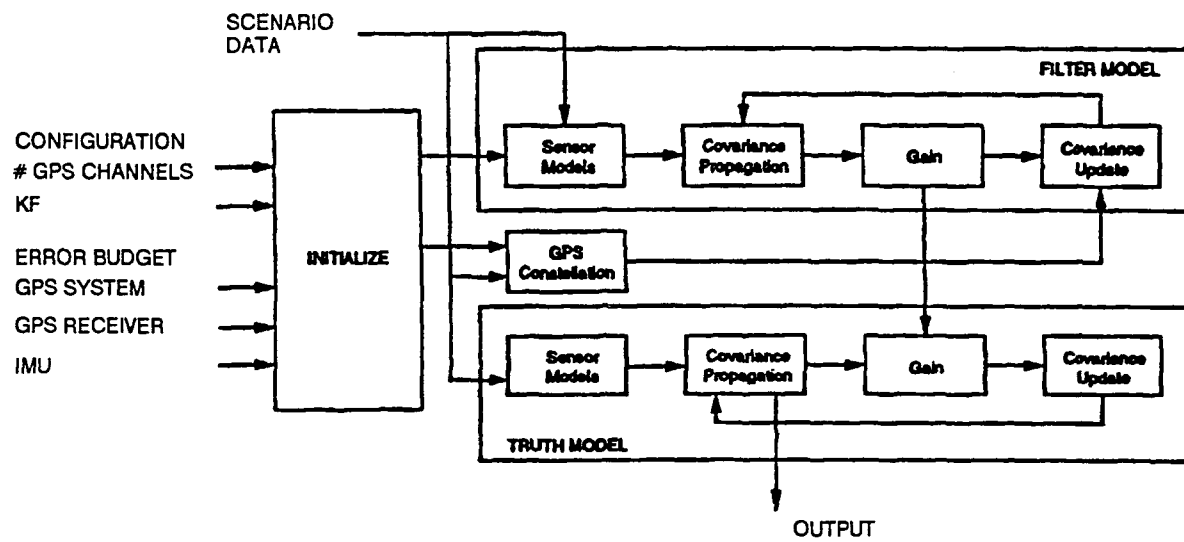 SCENARIO
DATA
FILTER MODEL
CONFIGURATION
# GPS CHANNELS
KF
ERROR BUDGET
GPS SYSTEM
GPS RECEIVER
IMU
INITIALIZE
Sensor
Models
Covariance
Propagation
Gain
Covariance
Update
GPS
Constellation
Sensor
Models
Covariance
Propagation
Gain
Covariance
Update
TRUTH MODEL
OUTPUT